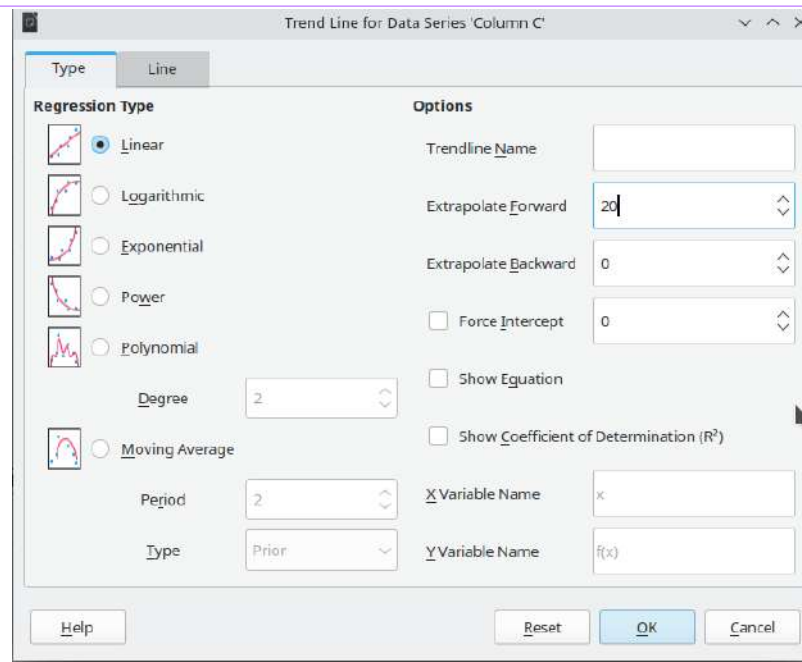 Trend Line for Data Series 'Column C'
Type
Line
Regression Type
Linear
Logarithmic
Exponential
Power
Polynomial
Degree
2
Moving Average
Period
2
Type
Prior
Options
Trendline Name
Extrapolate Forward
20
Extrapolate Backward
0
Force Intercept
0
Show Equation
Show Coefficient of Determination (R²)
X Variable Name
x
Y Variable Name
f(x)
Help
Reset
OK
Cancel